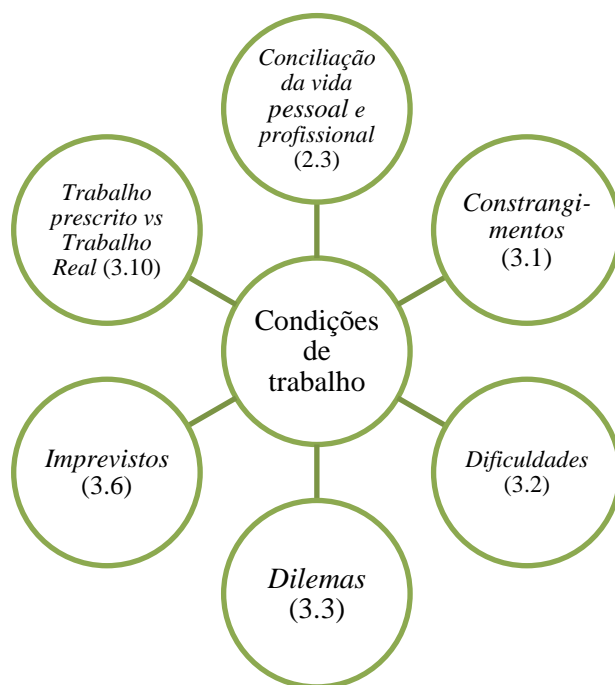 Conciliação
da vida
pessoal e
profissional
(2.3)
Constrangi-
mentos
(3.1)
Dificuldades
(3.2)
Dilemas
(3.3)
Imprevistos
(3.6)
Trabalho
prescrito vs
Trabalho
Real (3.10)
Condições
de
trabalho